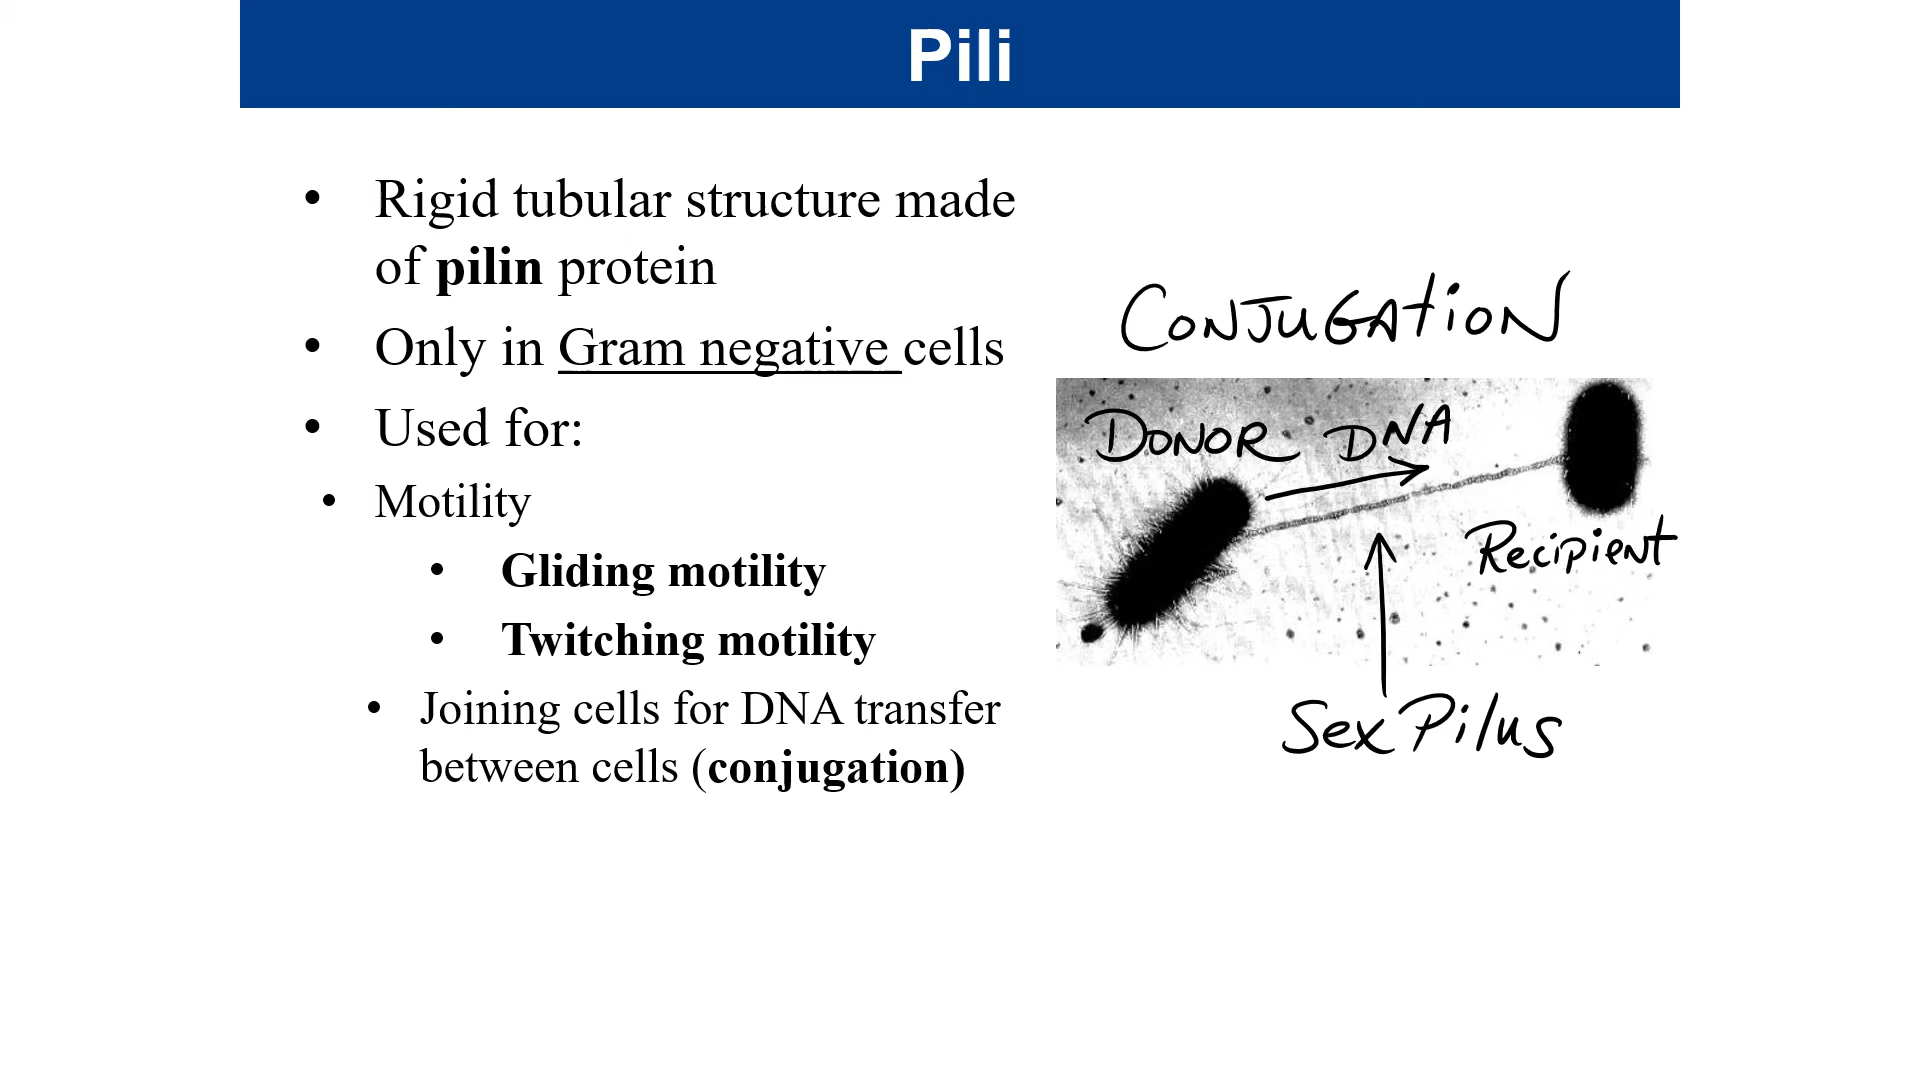 Pili
• Rigid tubular structure made
of pilin protein
• Only in Gram negative cells
• Used for:
• Motility
• Gliding motility
• Twitching motility
• Joining cells for DNA transfer
between cells (conjugation)
CONJUGATION
DONOR DNA
Recipient
Sex Pilus